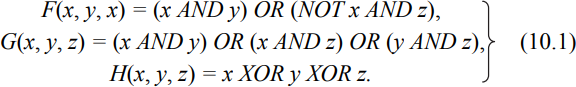 F(x, y, x) = (x AND y) OR (NOT x AND z),
G(x, y, z) = (x AND y) OR (x AND z) OR (y AND z), (10.1)
H(x, y, z) = x XOR y XOR z.